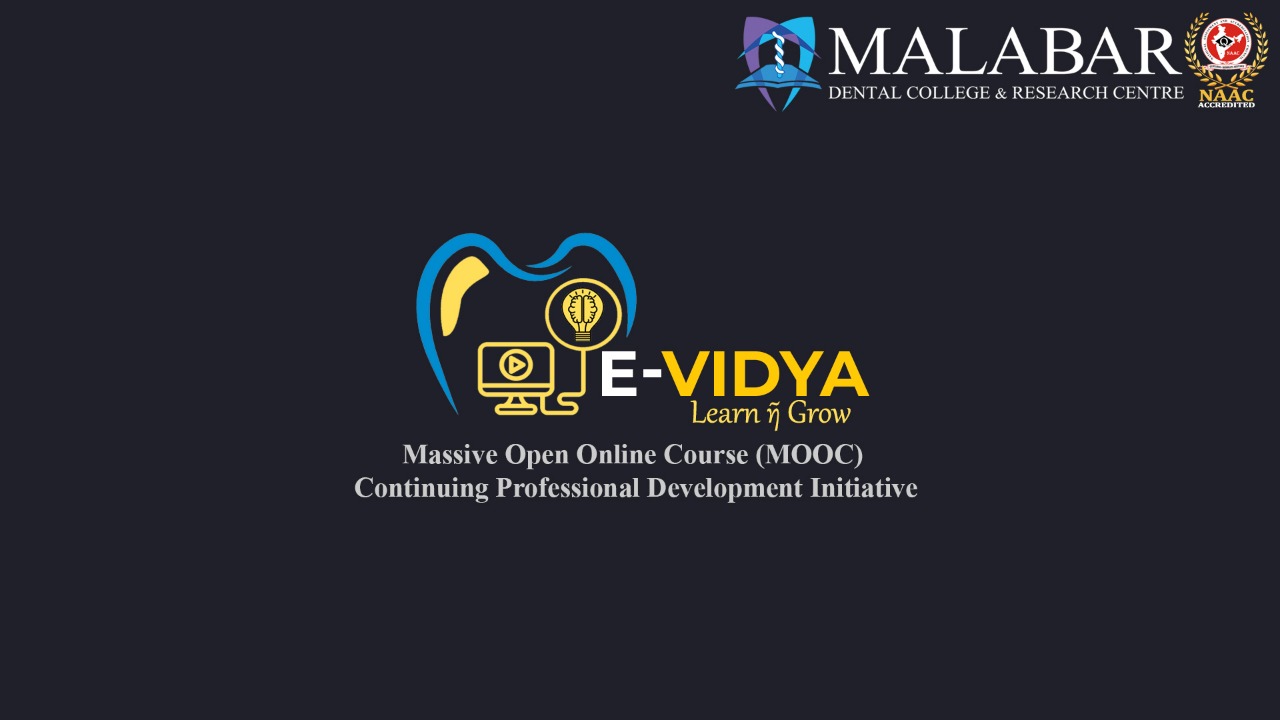 MALABAR
DENTAL COLLEGE & RESEARCH CENTRE
NAAC
NAAC
ACCREDITED
E-VIDYA
Learn η̃ Grow
Massive Open Online Course (MOOC)
Continuing Professional Development Initiative